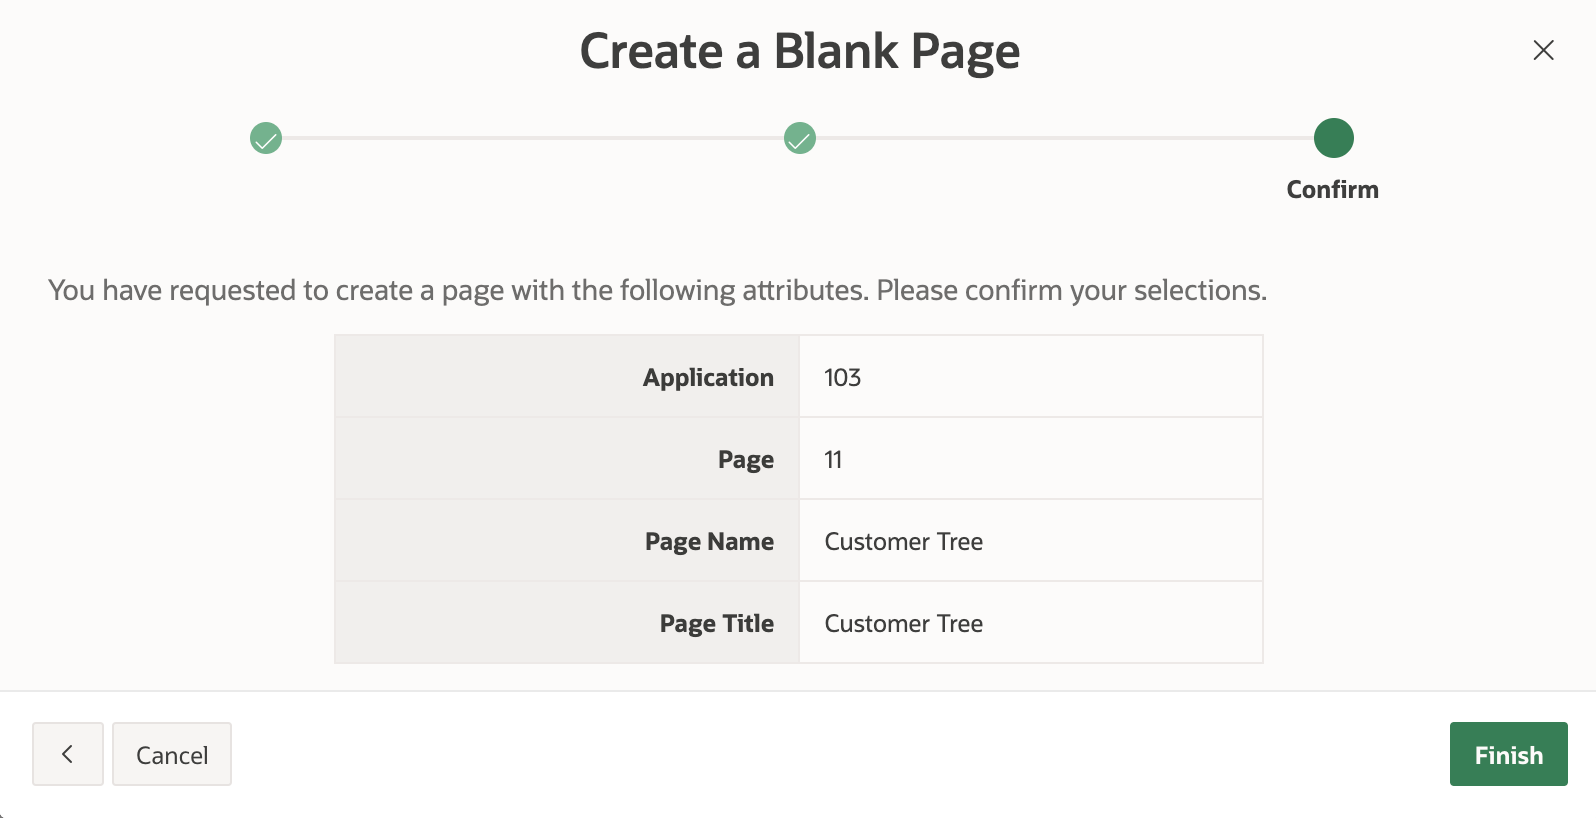 Create a Blank Page
Confirm
You have requested to create a page with the following attributes. Please confirm your selections.
Application 103
Page 11
Page Name Customer Tree
Page Title Customer Tree
Cancel Finish